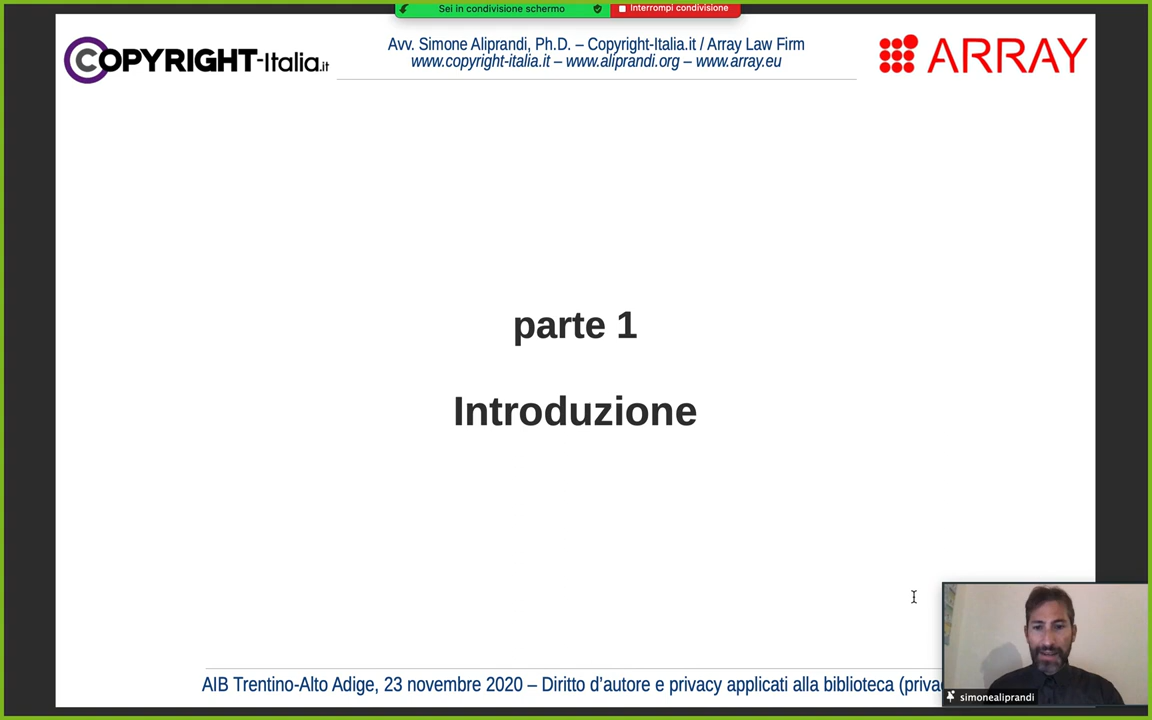 Sei in condivisione schermo
Interrompi condivisione
COPYRIGHT-Italia.it
Avv. Simone Aliprandi, Ph.D. – Copyright-Italia.it / Array Law Firm
www.copyright-italia.it – www.aliprandi.org – www.array.eu
ARRAY
parte 1
Introduzione
AIB Trentino-Alto Adige, 23 novembre 2020 – Diritto d’autore e privacy applicati alla biblioteca
simonealiprandi